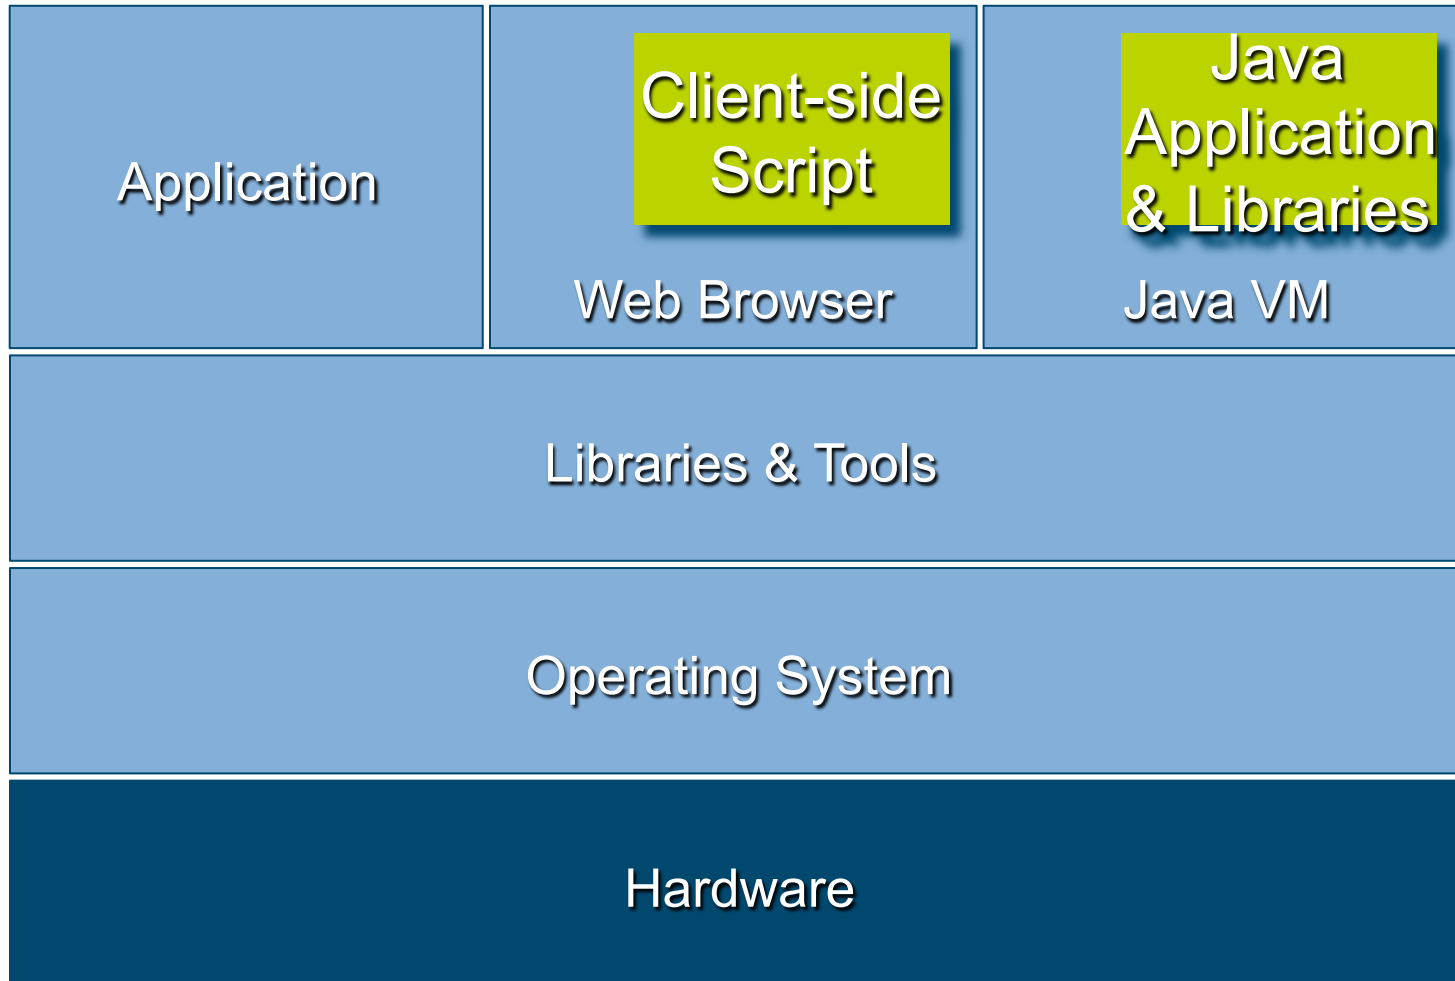 Application
Client-side
Script
Web Browser
Java
Application
& Libraries
Java VM
Libraries & Tools
Operating System
Hardware